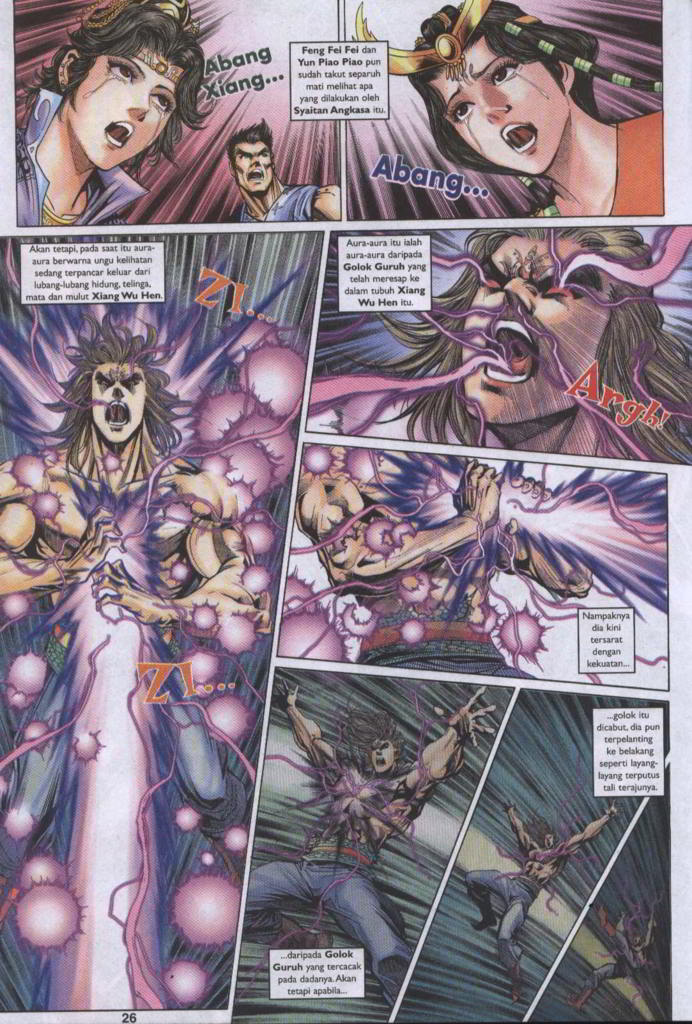 Abang
Xiang...
Feng Fei Fei dan
Yun Piao Piao pun
sudah takut separuh
mati melihat apa
yang dilakukan oleh
Syaitan Angkasa itu.
Abang...
Akan tetapi, pada saat itu aura-
aura berwarna ungu kelihatan
sedang terpancar keluar dari
lubang-lubang hidung, telinga,
mata dan mulut Xiang Wu Hen.
ZI...
ZI...
Aura-aura itu ialah
aura-aura daripada
Golok Guruh yang
telah meresap ke
dalam tubuh Xiang
Wu Hen itu.
Argh!
Nampaknya
dia kini
tersarat
dengan
kekuatan...
...daripada Golok
Guruh yang tercacak
pada dadanya. Akan
tetapi apabila...
...golok itu
dicabut, dia pun
terpelanting
ke belakang
seperti layang-
layang terputus
tali terajunya.
26